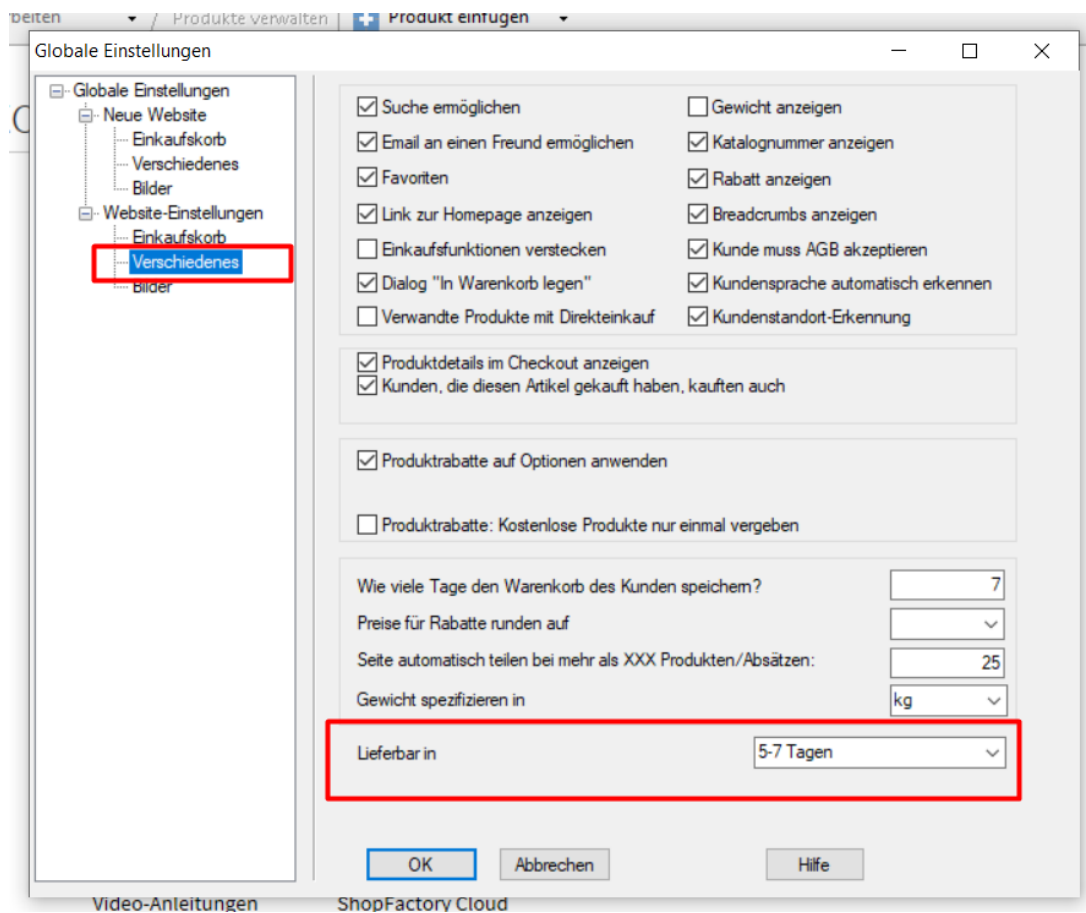 beiten / Produkte verwalten Produkt einfügen
Globale Einstellungen
Globale Einstellungen
Neue Website
Einkaufskorb
Verschiedenes
Bilder
Website-Einstellungen
Einkaufskorb
Verschiedenes
Bilder
Suche ermöglichen
Gewicht anzeigen
Email an einen Freund ermöglichen
Katalognummer anzeigen
Favoriten
Rabatt anzeigen
Link zur Homepage anzeigen
Breadcrumbs anzeigen
Einkaufsfunktionen verstecken
Kunde muss AGB akzeptieren
Dialog "In Warenkorb legen"
Kundensprache automatisch erkennen
Verwandte Produkte mit Direkteinkauf
Kundenstandort-Erkennung
Produktdetails im Checkout anzeigen
Kunden, die diesen Artikel gekauft haben, kauften auch
Produktrabatte auf Optionen anwenden
Produktrabatte: Kostenlose Produkte nur einmal vergeben
Wie viele Tage den Warenkorb des Kunden speichern? 7
Preise für Rabatte runden auf
Seite automatisch teilen bei mehr als XXX Produkten/Absätzen: 25
Gewicht spezifizieren in kg
Lieferbar in 5-7 Tagen
OK Abbrechen Hilfe
Video-Anleitungen ShopFactory Cloud